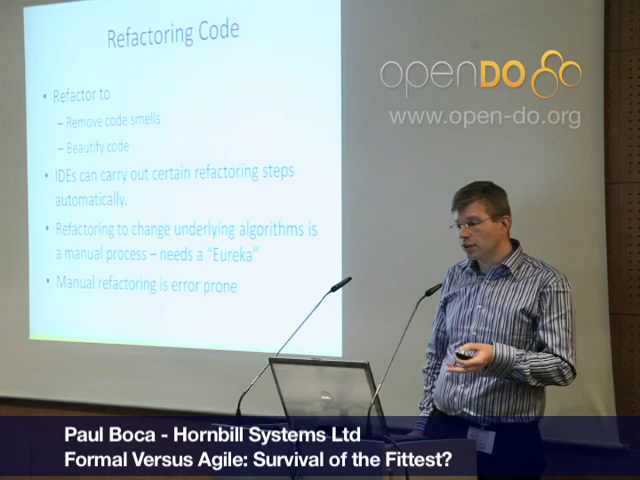 Refactoring Code
• Refactor to
– Remove code smells
– Beautify code
• IDEs can carry out certain refactoring steps
automatically.
• Refactoring to change underlying algorithms is
a manual process – needs a "Eureka"
• Manual refactoring is error prone
openDO
www.open-do.org
Paul Boca - Hornbill Systems Ltd
Formal Versus Agile: Survival of the Fittest?